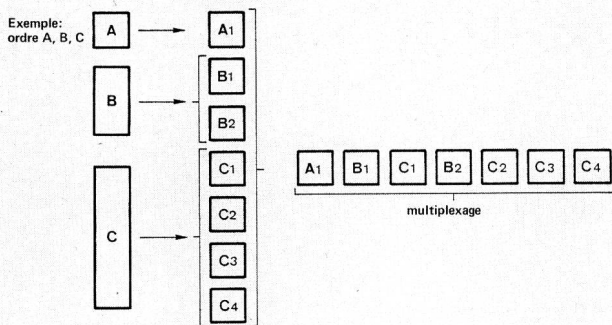 Exemple:
ordre A, B, C
A
A1
B
B1
B2
C
C1
C2
C3
C4
A1 B1 C1 B2 C2 C3 C4
multiplexage